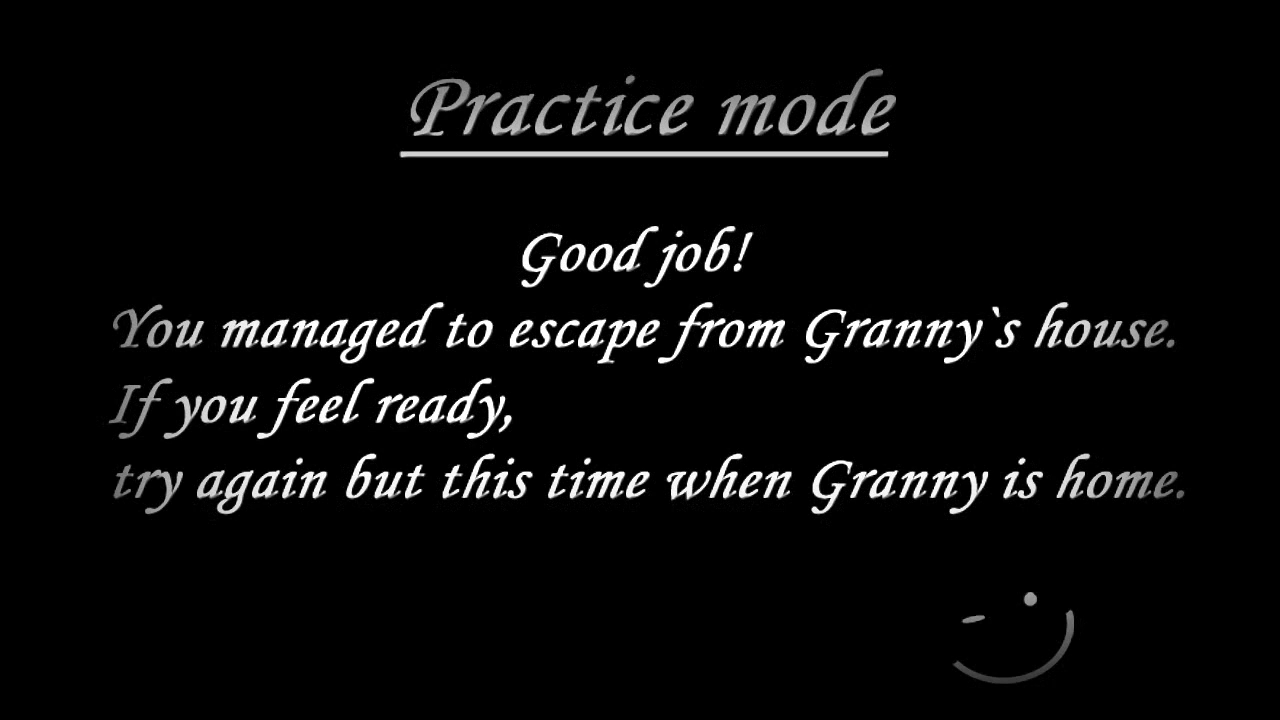 Practice mode
Good job!
You managed to escape from Granny`s house.
If you feel ready,
try again but this time when Granny is home.